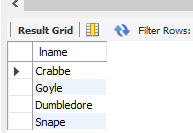 Result Grid Filter Rows:
lname
Crabbe
Goyle
Dumbledore
Snape